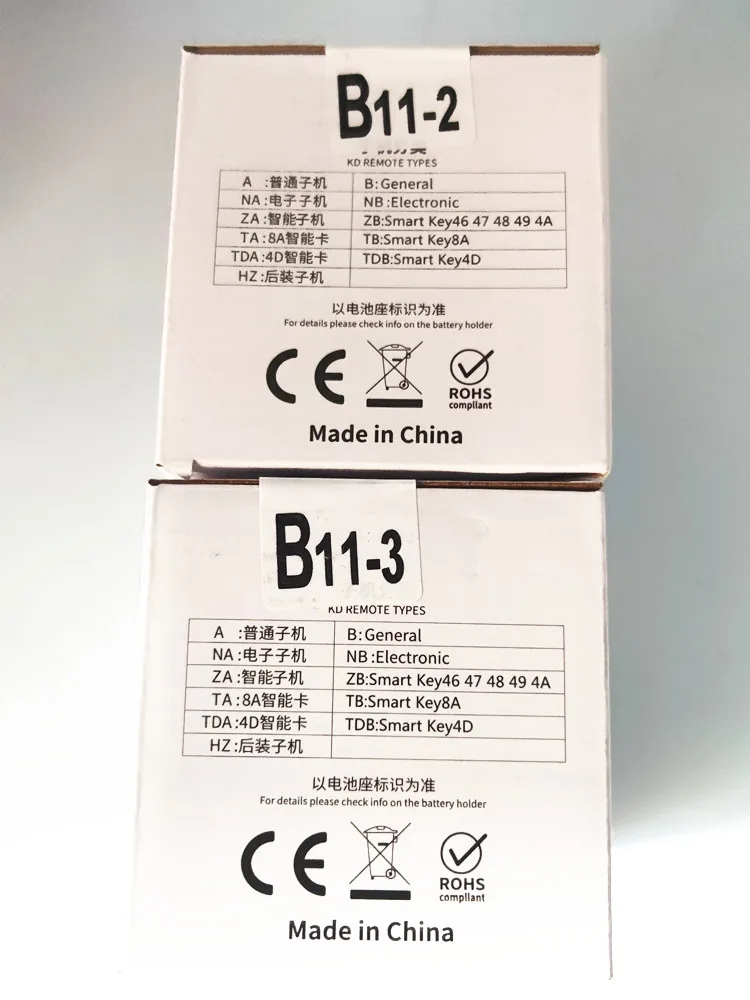 B11-2
KD REMOTE TYPES
A :普通子机 B: General
NA :电子子机 NB :Electronic
ZA :智能子机 ZB:Smart Key46 47 48 49 4A
TA :8A智能卡 TB:Smart Key8A
TDA :4D智能卡 TDB:Smart Key4D
HZ :后装子机
以电池座标识为准
For details please check info on the battery holder
CE
ROHS
compliant
Made in China
B11-3
KD REMOTE TYPES
A :普通子机 B: General
NA :电子子机 NB :Electronic
ZA :智能子机 ZB:Smart Key46 47 48 49 4A
TA :8A智能卡 TB:Smart Key8A
TDA :4D智能卡 TDB:Smart Key4D
HZ :后装子机
以电池座标识为准
For details please check info on the battery holder
CE
ROHS
compliant
Made in China